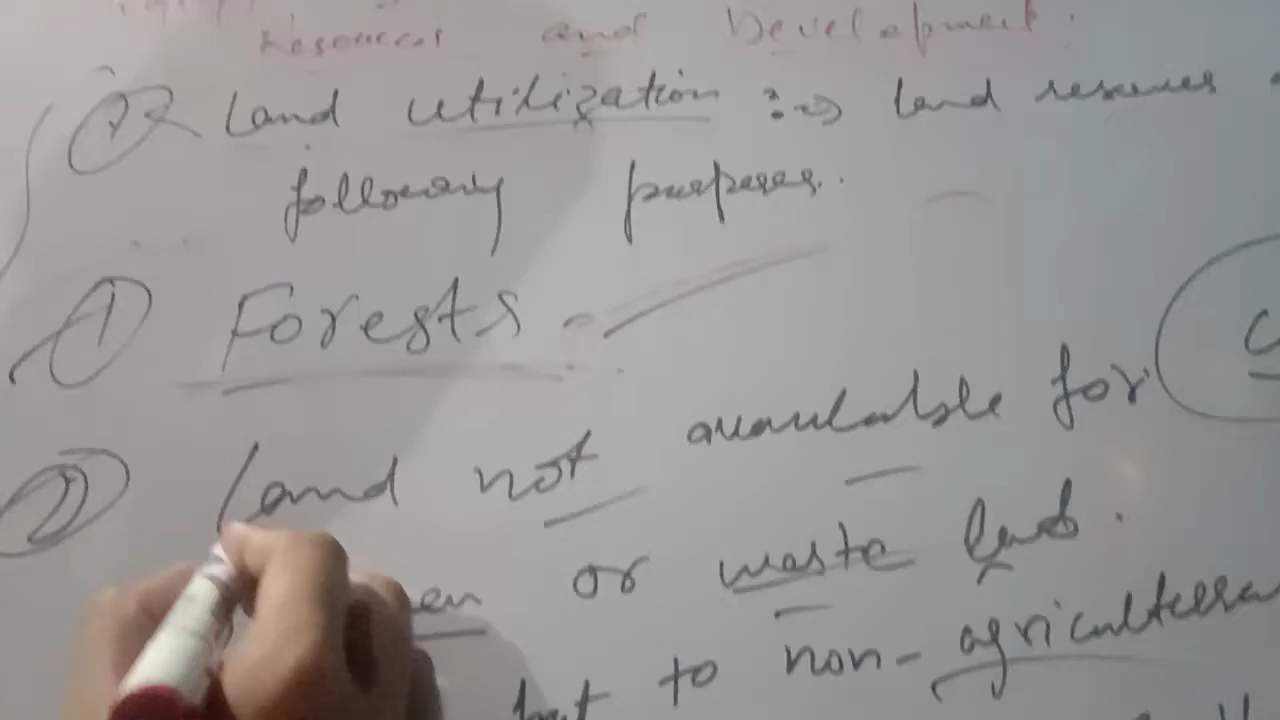 Resources and Development.
Land utilization :⇒ land resources
following purposes.
① Forests -
② Land not available for
or waste land.
to non-agricultural